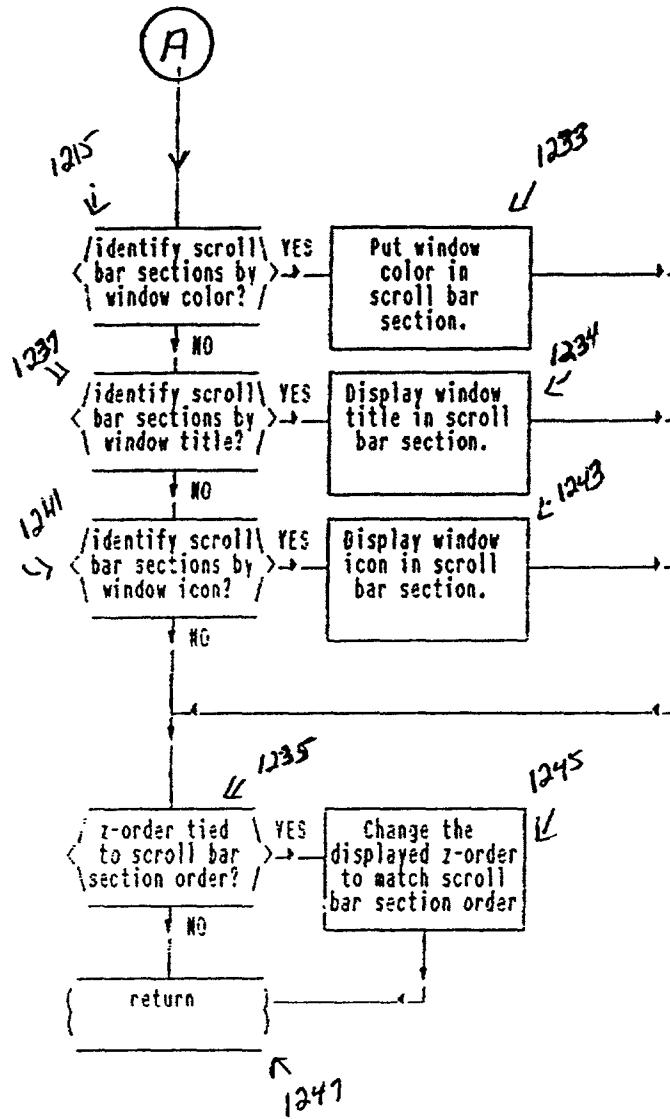 A
1215
1233
identify scroll
bar sections by
window color?
YES
Put window
color in
scroll bar
section.
NO
1237
1234
identify scroll
bar sections by
window title?
YES
Display window
title in scroll
bar section.
NO
1241
1243
identify scroll
bar sections by
window icon?
YES
Display window
icon in scroll
bar section.
NO
1235
1245
z-order tied
to scroll bar
section order?
YES
Change the
displayed z-order
to match scroll
bar section order
NO
return
1247